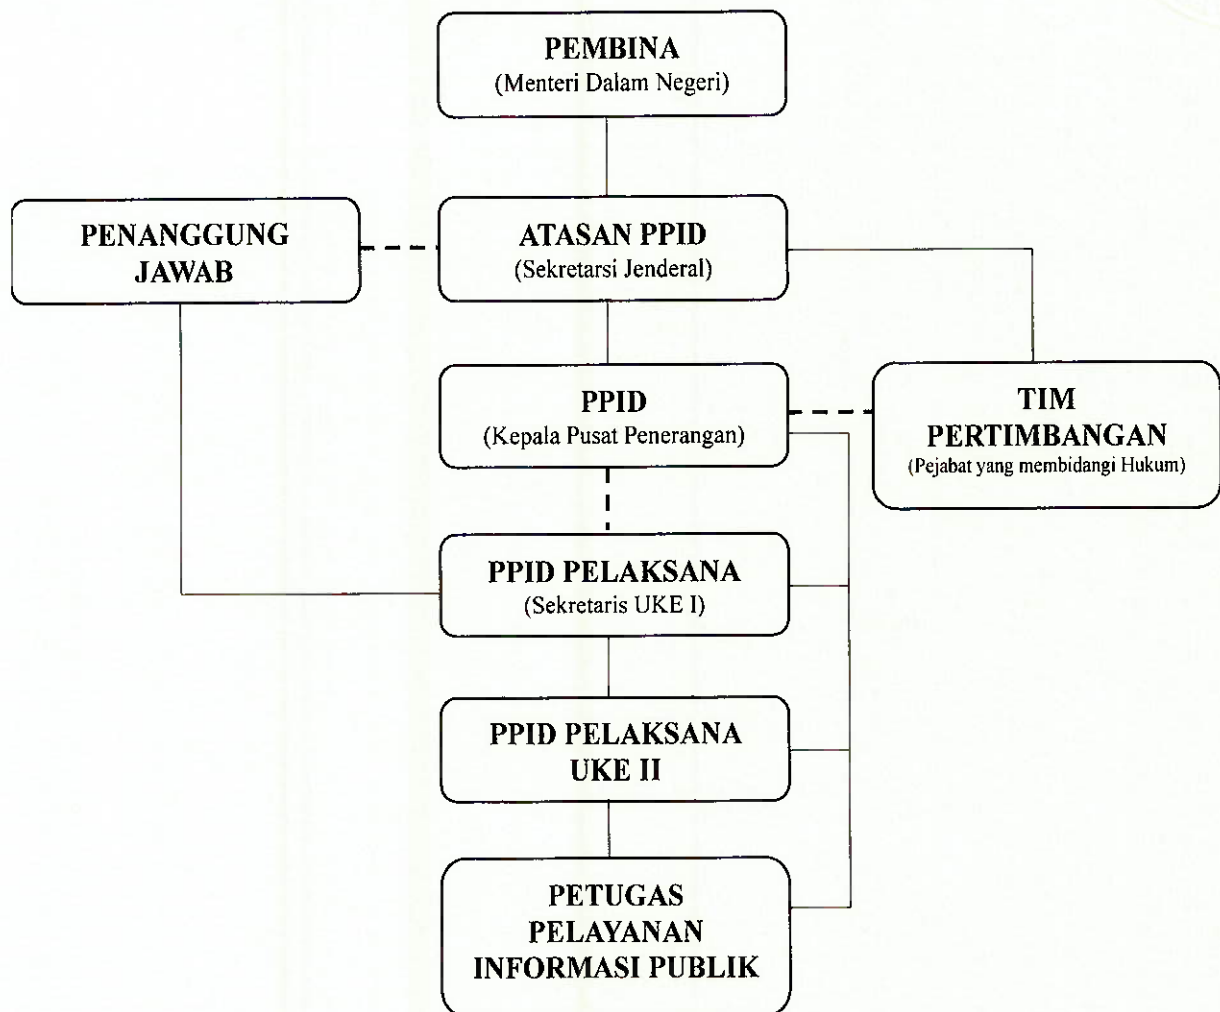 PEMBINA
(Menteri Dalam Negeri)
PENANGGUNG
JAWAB
ATASAN PPID
(Sekretarsi Jenderal)
PPID
(Kepala Pusat Penerangan)
TIM
PERTIMBANGAN
(Pejabat yang membidangi Hukum)
PPID PELAKSANA
(Sekretaris UKE I)
PPID PELAKSANA
UKE II
PETUGAS
PELAYANAN
INFORMASI PUBLIK